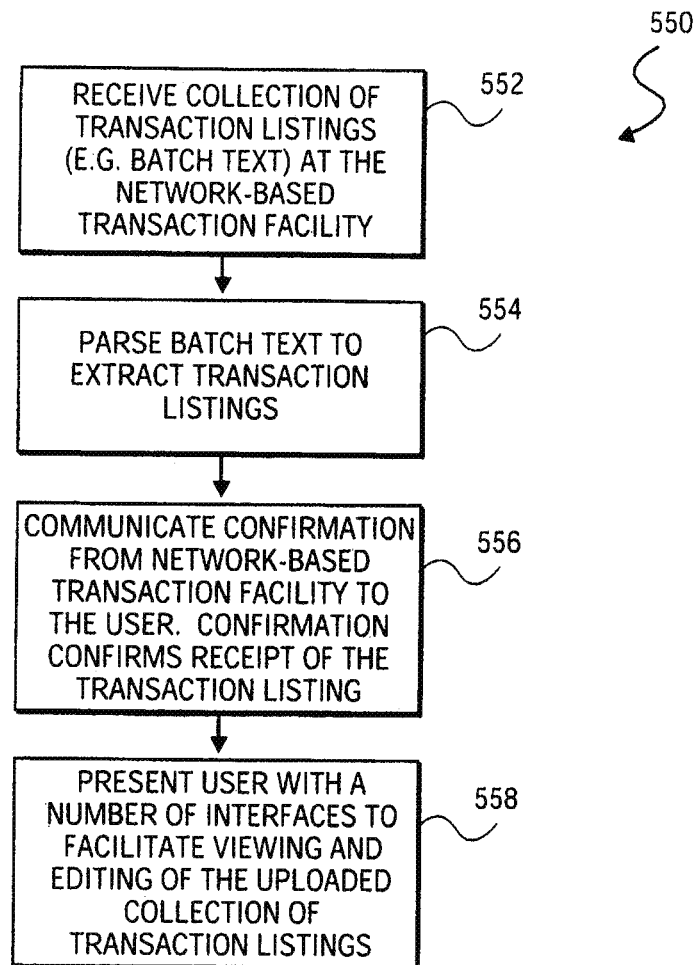 550
RECEIVE COLLECTION OF
TRANSACTION LISTINGS
(E.G. BATCH TEXT) AT THE
NETWORK-BASED
TRANSACTION FACILITY
552
PARSE BATCH TEXT TO
EXTRACT TRANSACTION
LISTINGS
554
COMMUNICATE CONFIRMATION
FROM NETWORK-BASED
TRANSACTION FACILITY TO
THE USER. CONFIRMATION
CONFIRMS RECEIPT OF THE
TRANSACTION LISTING
556
PRESENT USER WITH A
NUMBER OF INTERFACES TO
FACILITATE VIEWING AND
EDITING OF THE UPLOADED
COLLECTION OF
TRANSACTION LISTINGS
558